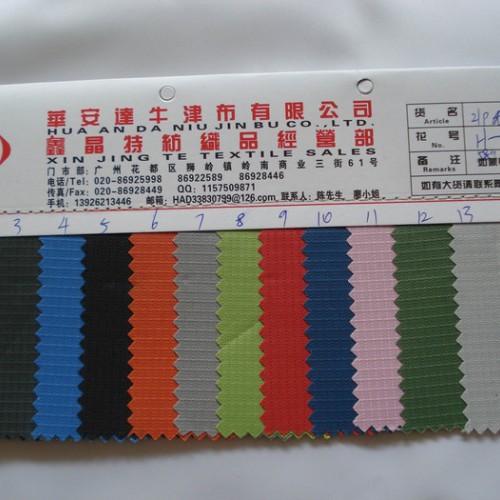 華安達牛津布有限公司
HUA AN DA NIU JIN BU CO., LTD.
鑫晶特紡織品經營部
XIN JING TE TEXTILE SALES
门市部:广州花都区狮岭镇岭南商业三街61号
电话/Tel: 020-86925998 86922589 86928446
传真/Fax: 020-86928449 QQ: 1157509871
手机: 13926213446 邮箱: HAD33830799@126.com, 联系人: 陈先生 廖小姐
货名
Article
花号
No.
H
备注
Remarks
如有大货请联系
3 4 5 6 7 8 9 10 11 12 13